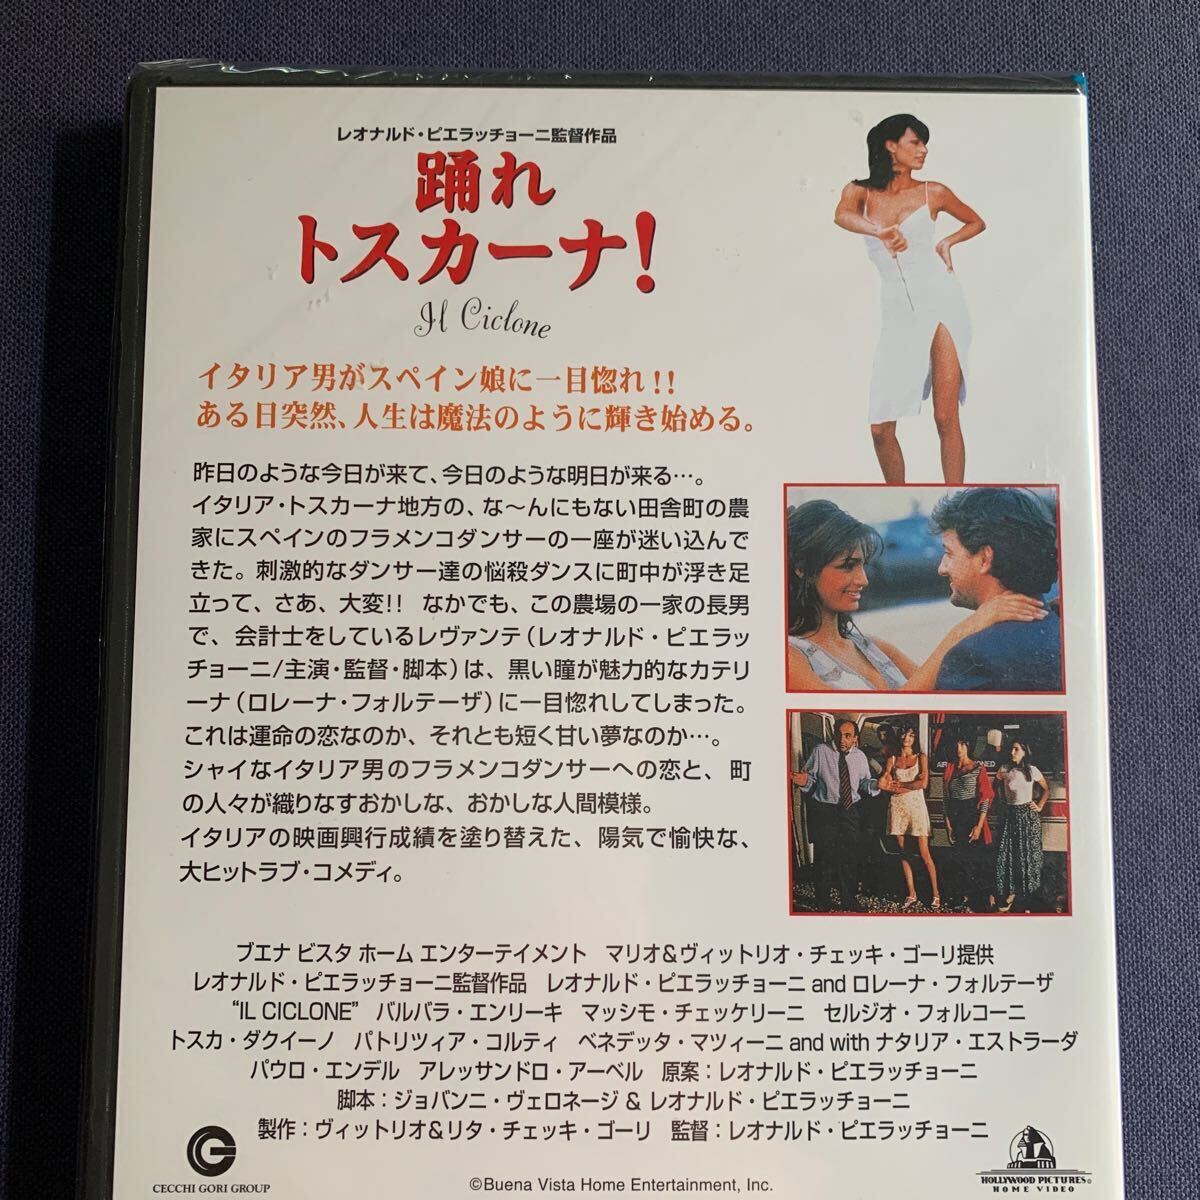 レオナルド・ピエラッチョーニ監督作品
踊れ
トスカーナ!
Il Ciclone
イタリア男がスペイン娘に一目惚れ!!
ある日突然、人生は魔法のように輝き始める。
昨日のような今日が来て、今日のような明日が来る…。
イタリア・トスカーナ地方の、な〜んにもない田舎町の農
家にスペインのフラメンコダンサーの一座が迷い込んで
きた。刺激的なダンサー達の悩殺ダンスに町中が浮き足
立って、さあ、大変!! なかでも、この農場の一家の長男
で、会計士をしているレヴァンテ(レオナルド・ピエラッ
チョーニ/主演・監督・脚本)は、黒い瞳が魅力的なカテリ
ーナ(ロレーナ・フォルテーザ)に一目惚れしてしまった。
これは運命の恋なのか、それとも短く甘い夢なのか…。
シャイなイタリア男のフラメンコダンサーへの恋と、町
の人々が織りなすおかしな、おかしな人間模様。
イタリアの映画興行成績を塗り替えた、陽気で愉快な、
大ヒットラブ・コメディ。
ブエナ ビスタ ホーム エンターテイメント マリオ&ヴィットリオ・チェッキ・ゴーリ提供
レオナルド・ピエラッチョーニ監督作品 レオナルド・ピエラッチョーニ and ロレーナ・フォルテーザ
“IL CICLONE” バルバラ・エンリーキ マッシモ・チェッケリーニ セルジオ・フォルコーニ
トスカ・ダクイーノ パトリツィア・コルティ ベネデッタ・マツィーニ and with ナタリア・エストラーダ
パウロ・エンデル アレッサンドロ・アーベル 原案:レオナルド・ピエラッチョーニ
脚本:ジョバンニ・ヴェロネージ & レオナルド・ピエラッチョーニ
製作:ヴィットリオ&リタ・チェッキ・ゴーリ 監督:レオナルド・ピエラッチョーニ
CECCHI GORI GROUP
©Buena Vista Home Entertainment, Inc.
HOLLYWOOD PICTURES
HOME VIDEO